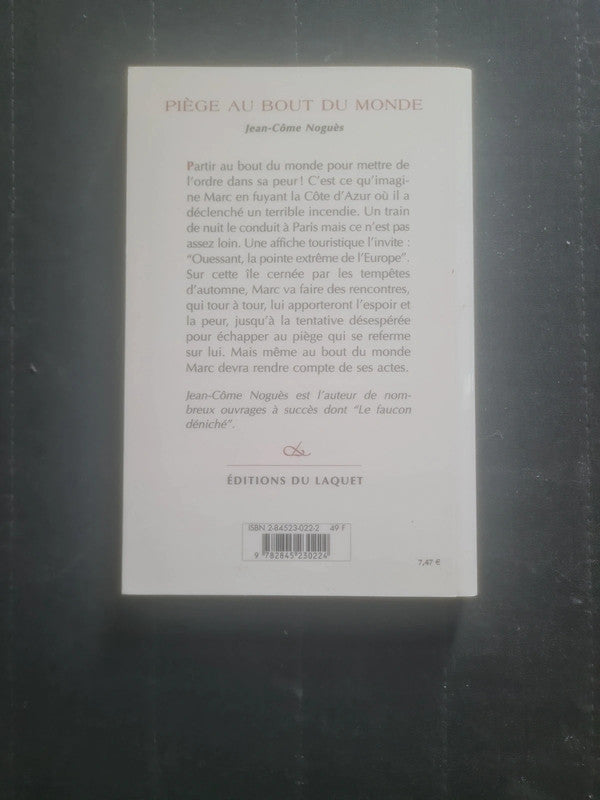 PIÈGE AU BOUT DU MONDE
Jean-Côme Noguès
Partir au bout du monde pour mettre de
l'ordre dans sa peur! C'est ce qu'imagi-
ne Marc en fuyant la Côte d'Azur où il a
déclenché un terrible incendie. Un train
de nuit le conduit à Paris mais ce n'est pas
assez loin. Une affiche touristique l'invite :
"Ouessant, la pointe extrême de l'Europe".
Sur cette île cernée par les tempêtes
d'automne, Marc va faire des rencontres,
qui tour à tour, lui apporteront l'espoir et
la peur, jusqu'à la tentative désespérée
pour échapper au piège qui se referme
sur lui. Mais même au bout du monde
Marc devra rendre compte de ses actes.
Jean-Côme Noguès est l'auteur de nom-
breux ouvrages à succès dont "Le faucon
déniché".
ÉDITIONS DU LAQUET
ISBN 2-84523-022-2 49 F
9 782845 230224
7,47 €